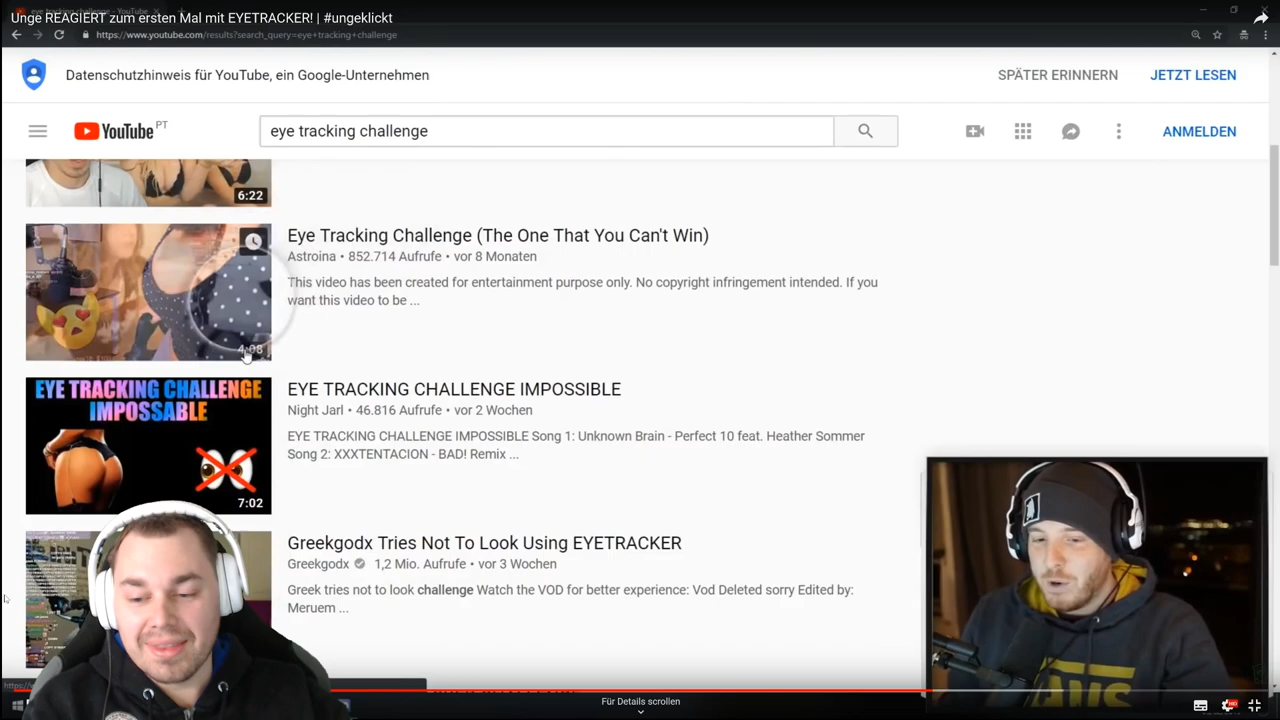 Unge REAGIERT zum ersten Mal mit EYETRACKER! | #ungeklickt
https://www.youtube.com/results?search_query=eye+tracking+challenge
Datenschutzhinweis für YouTube, ein Google-Unternehmen
SPÄTER ERINNERN
JETZT LESEN
YouTube PT
eye tracking challenge
ANMELDEN
6:22
Eye Tracking Challenge (The One That You Can't Win)
Astroina • 852.714 Aufrufe • vor 8 Monaten
This video has been created for entertainment purpose only. No copyright infringement intended. If you
want this video to be ...
4:08
EYE TRACKING CHALLENGE
IMPOSSABLE
7:02
EYE TRACKING CHALLENGE IMPOSSIBLE
Night Jarl • 46.816 Aufrufe • vor 2 Wochen
EYE TRACKING CHALLENGE IMPOSSIBLE Song 1: Unknown Brain - Perfect 10 feat. Heather Sommer
Song 2: XXXTENTACION - BAD! Remix ...
Greekgodx Tries Not To Look Using EYETRACKER
Greekgodx 1,2 Mio. Aufrufe • vor 3 Wochen
Greek tries not to look challenge Watch the VOD for better experience: Vod Deleted sorry Edited by:
Meruem ...
Für Details scrollen
HD